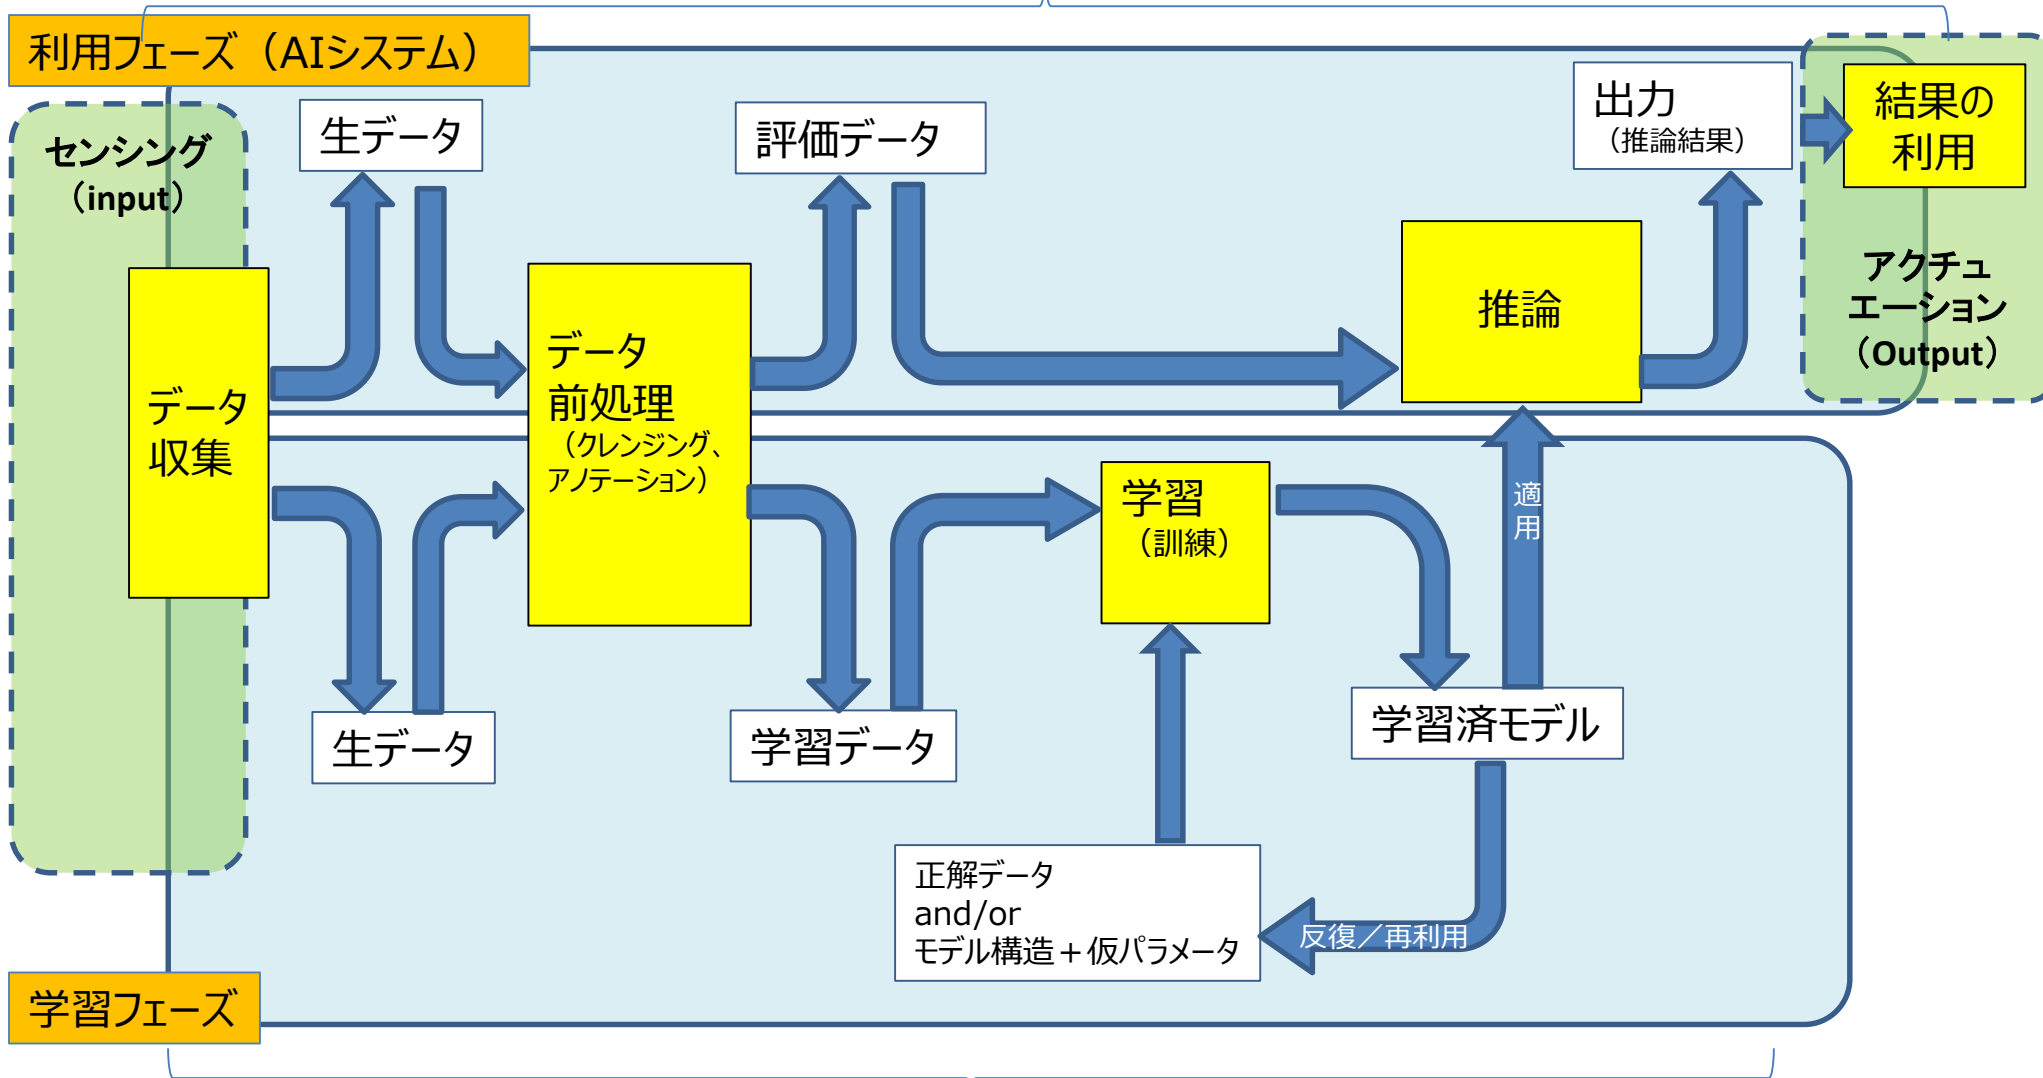 利用フェーズ（AIシステム）
センシング
（input）
生データ
評価データ
出力
（推論結果）
結果の
利用
アクチュ
エーション
（Output）
推論
データ
収集
データ
前処理
（クレンジング、
アノテーション）
学習
（訓練）
適
用
生データ
学習データ
学習済モデル
正解データ
and/or
モデル構造＋仮パラメータ
反復／再利用
学習フェーズ